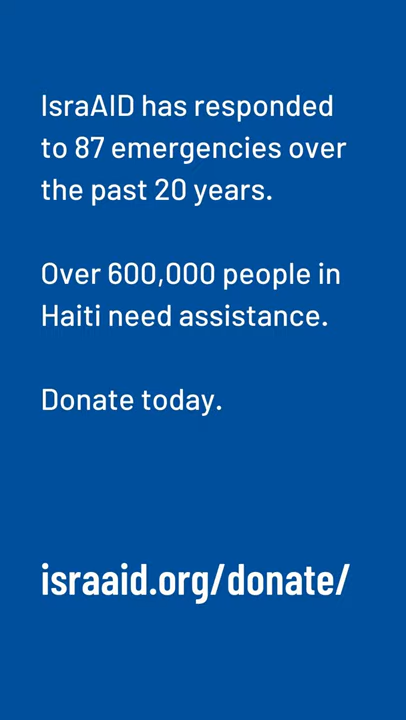 IsraAID has responded
to 87 emergencies over
the past 20 years.
Over 600,000 people in
Haiti need assistance.
Donate today.
israaid.org/donate/